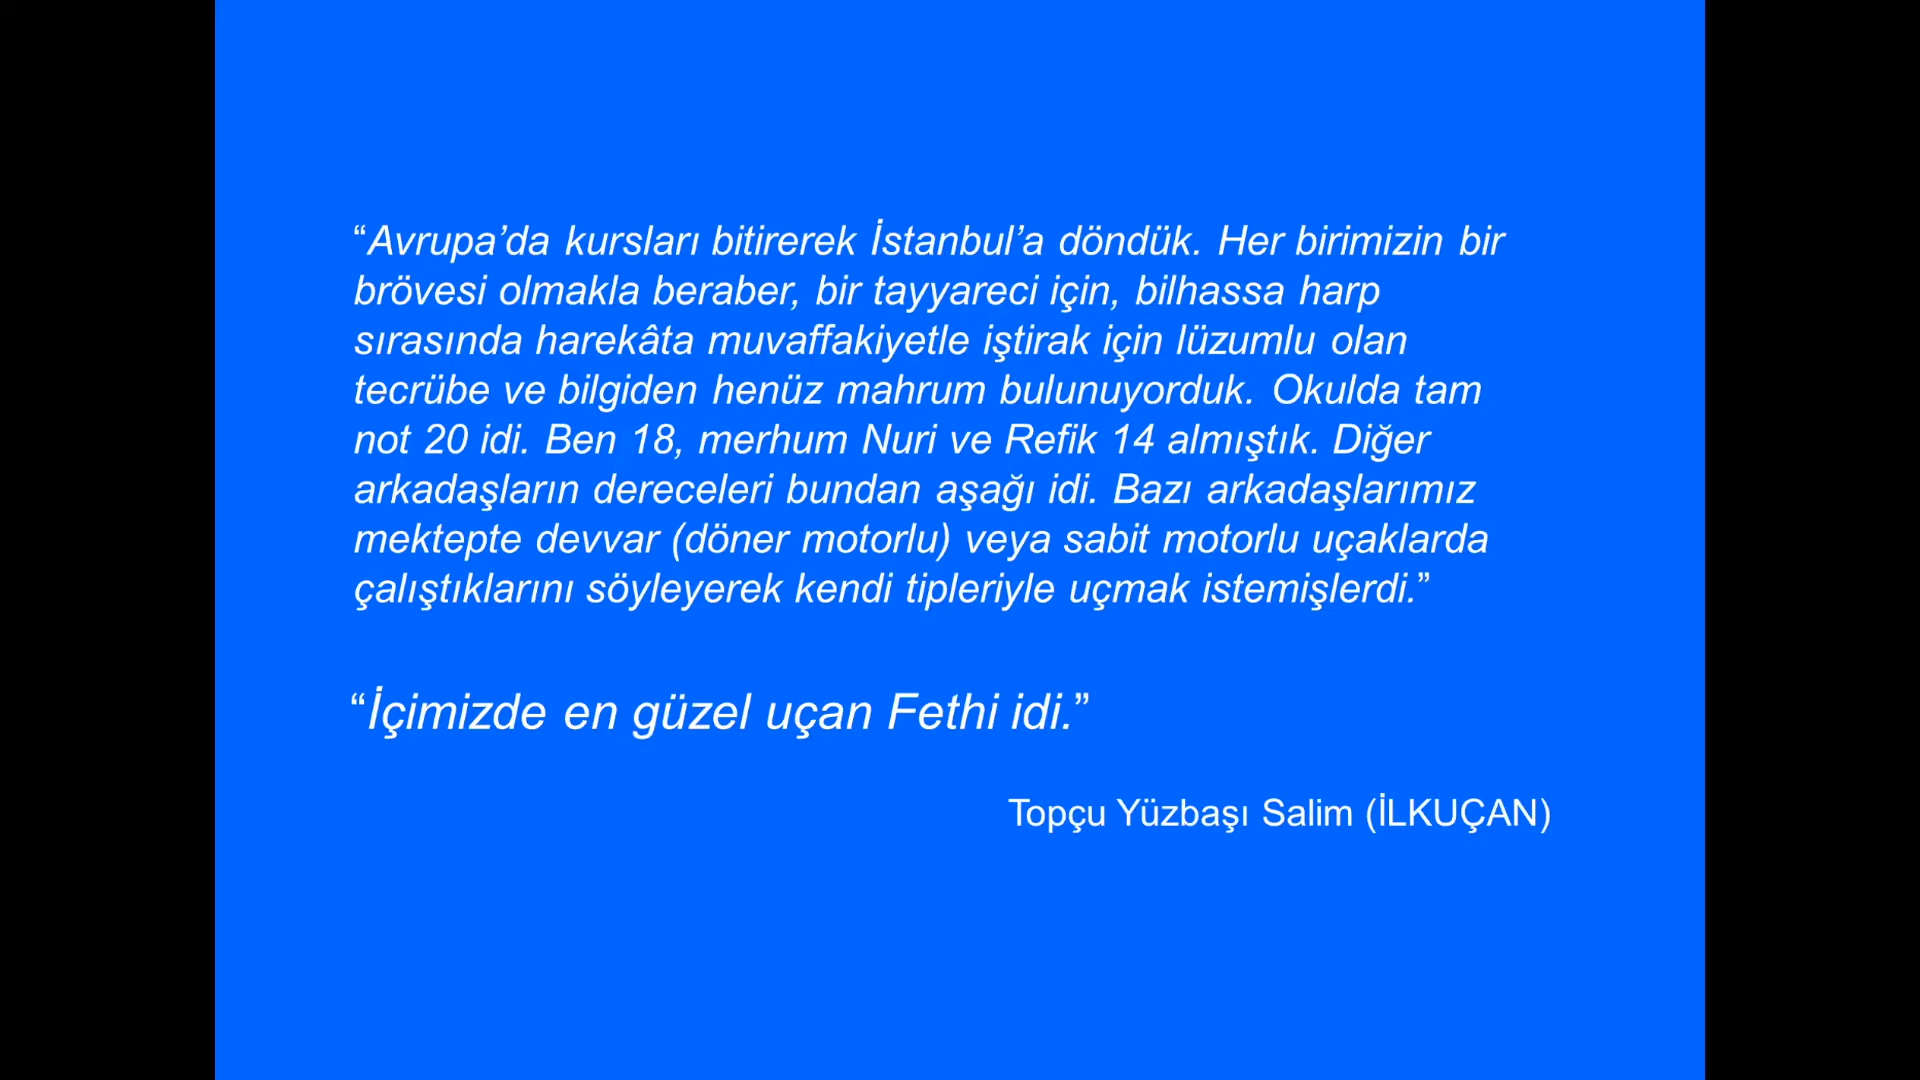 “Avrupa’da kursları bitirerek İstanbul’a döndük. Her birimizin bir
brövesi olmakla beraber, bir tayyareci için, bilhassa harp
sırasında harekâta muvaffakiyetle iştirak için lüzumlu olan
tecrübe ve bilgiden henüz mahrum bulunuyorduk. Okulda tam
not 20 idi. Ben 18, merhum Nuri ve Refik 14 almıştık. Diğer
arkadaşların dereceleri bundan aşağı idi. Bazı arkadaşlarımız
mektepte devvar (döner motorlu) veya sabit motorlu uçaklarda
çalıştıklarını söyleyerek kendi tipleriyle uçmak istemişlerdi.”
“İçimizde en güzel uçan Fethi idi.”
Topçu Yüzbaşı Salim (İLKUÇAN)